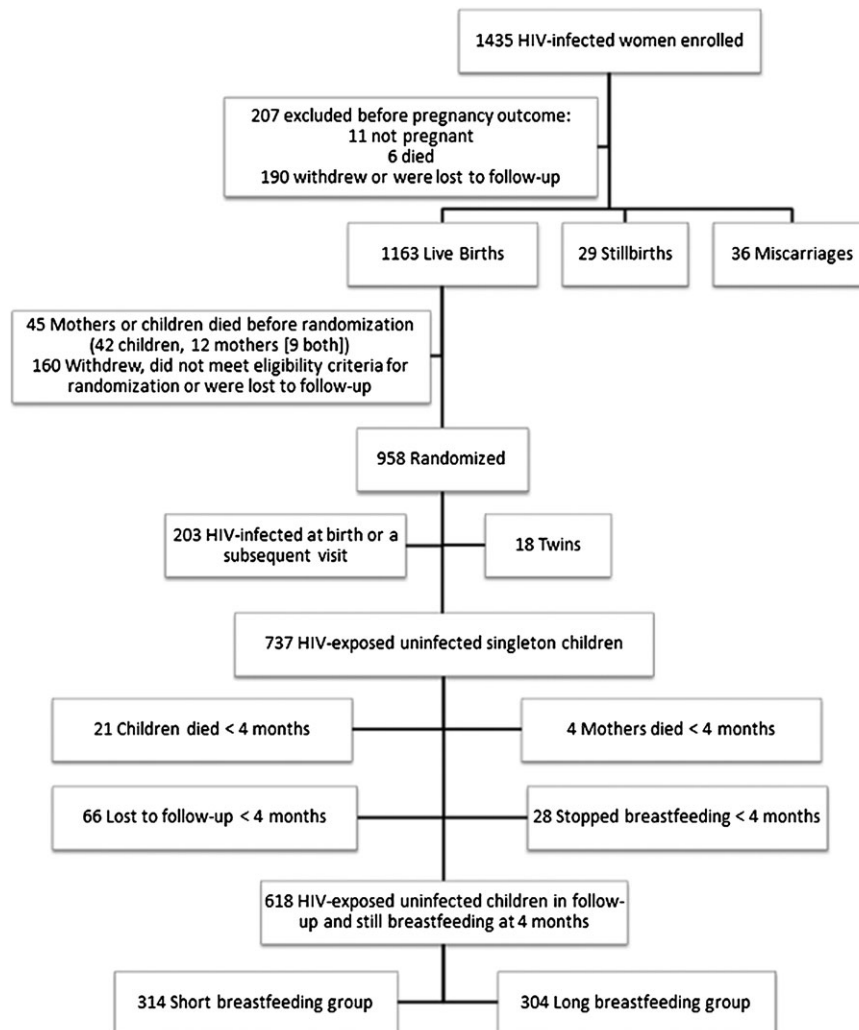 1435 HIV-infected women enrolled
207 excluded before pregnancy outcome:
11 not pregnant
6 died
190 withdrew or were lost to follow-up
1163 Live Births
29 Stillbirths
36 Miscarriages
45 Mothers or children died before randomization
(42 children, 12 mothers [9 both])
160 Withdrew, did not meet eligibility criteria for
randomization or were lost to follow-up
958 Randomized
203 HIV-infected at birth or a
subsequent visit
18 Twins
737 HIV-exposed uninfected singleton children
21 Children died < 4 months
4 Mothers died < 4 months
66 Lost to follow-up < 4 months
28 Stopped breastfeeding < 4 months
618 HIV-exposed uninfected children in follow-
up and still breastfeeding at 4 months
314 Short breastfeeding group
304 Long breastfeeding group